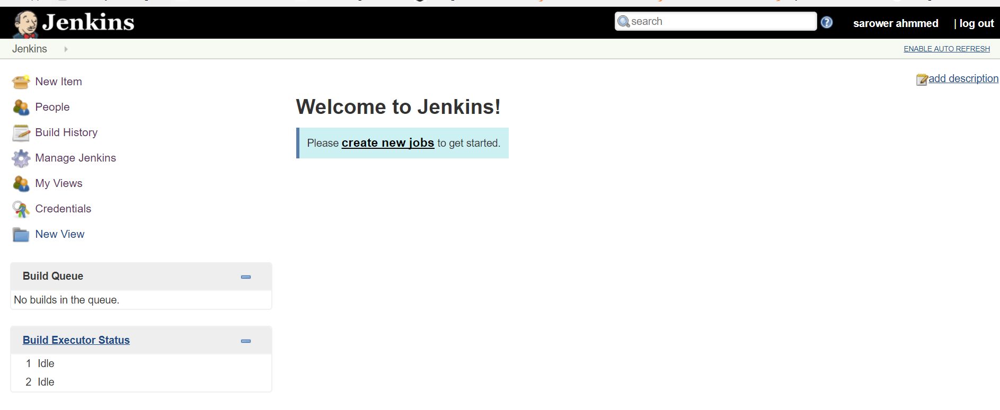 Jenkins
search
sarower ahmmed
| log out
Jenkins
ENABLE AUTO REFRESH
New Item
People
Build History
Manage Jenkins
My Views
Credentials
New View
add description
Welcome to Jenkins!
Please create new jobs to get started.
Build Queue
No builds in the queue.
Build Executor Status
1 Idle
2 Idle